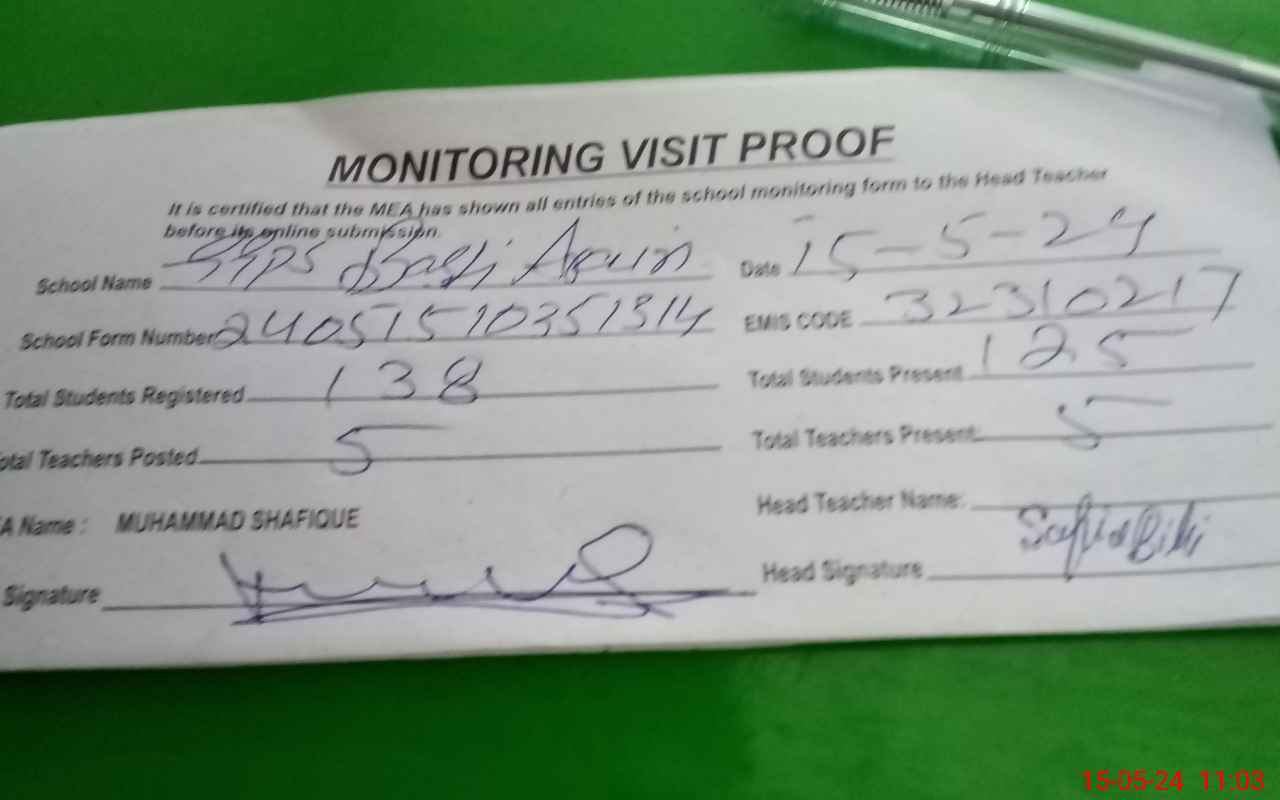 MONITORING VISIT PROOF
It is certified that the MEA has shown all entries of the school monitoring form to the Head Teacher
before its online submission.
School Name Date 15-5-24
School Form Number 24051510351314 EMIS CODE 32310217
Total Students Registered 138 Total Students Present 125
otal Teachers Posted 5 Total Teachers Present 5
A Name : MUHAMMAD SHAFIQUE Head Teacher Name:
Signature Head Signature
15-05-24 11:03